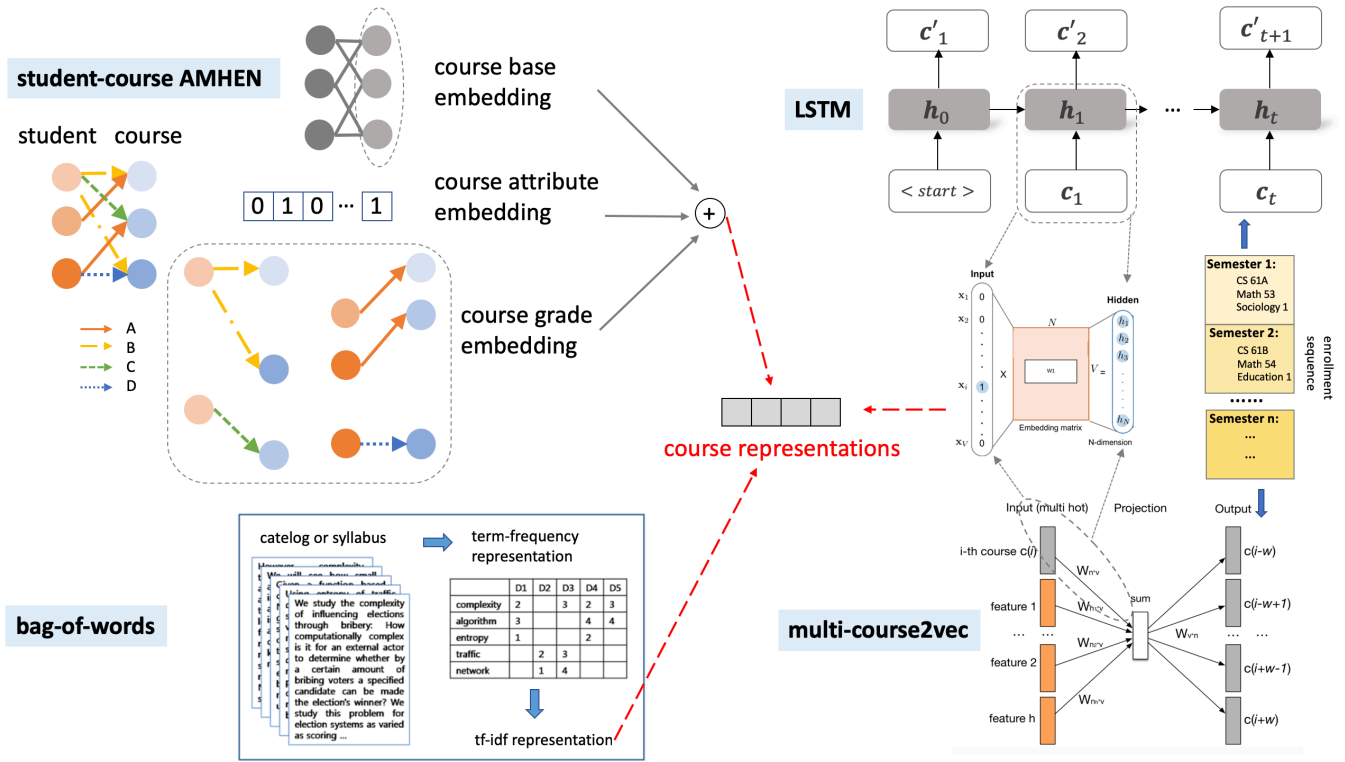 student-course AMHEN
student course
A
B
C
D
course base
embedding
0 1 0 ... 1
course attribute
embedding
course grade
embedding
+
course representations
LSTM
c'1
c'2
c't+1
h0
h1
...
ht
< start >
c1
ct
Semester 1:
CS 61A
Math 53
Sociology 1
Semester 2:
CS 61B
Math 54
Education 1
......
Semester n:
...
...
enrollment
sequence
Input
x1 0
x2 0
xi 1
xV 0
X
N
W1
V =
Embedding matrix
Hidden
h1
h2
h3
hN
N-dimension
bag-of-words
catelog or syllabus
term-frequency
representation
We study the complexity
of influencing elections
through bribery: How
computationally complex
is it for an external actor
to determine whether by
a certain amount of
bribing voters a specified
candidate can be made
the election's winner? We
study this problem for
election systems as varied
as scoring ...
D1 D2 D3 D4 D5
complexity 2 3 2 3
algorithm 3 4 4
entropy 1 2
traffic 2 3
network 1 4
tf-idf representation
multi-course2vec
Input (multi hot)
Projection
Output
i-th course c(i)
feature 1
... ...
feature 2
feature h
sum
c(i-w)
c(i-w+1)
... ...
c(i+w-1)
c(i+w)